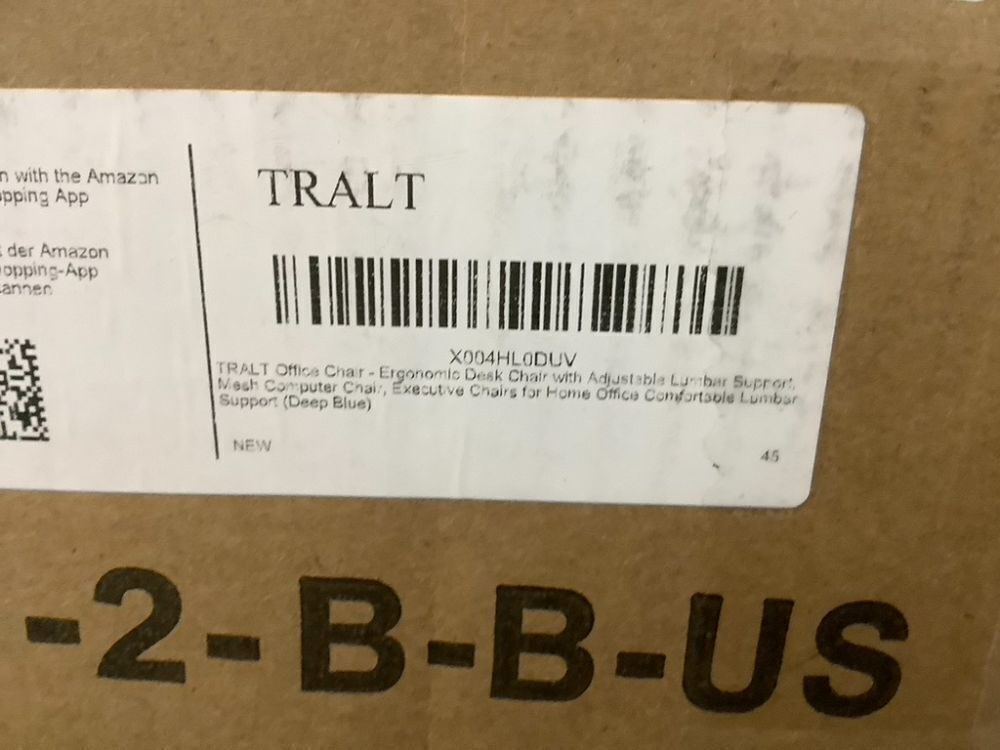 n with the Amazon
opping App
der Amazon
opping-App
annen
TRALT
X004HL0DUV
TRALT Office Chair - Ergonomic Desk Chair with Adjustable Lumbar Support,
Mesh Computer Chair, Executive Chairs for Home Office Comfortable Lumbar
Support (Deep Blue)
NEW
45
-2-B-B-US